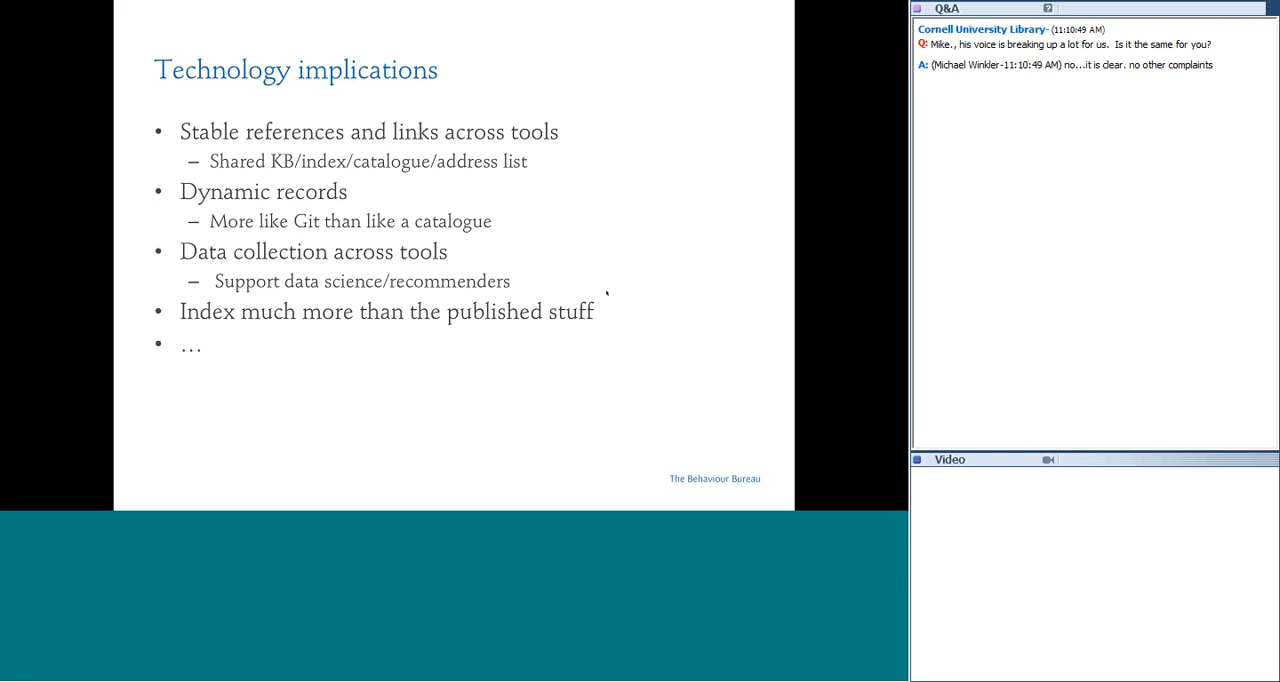 Technology implications
• Stable references and links across tools
– Shared KB/index/catalogue/address list
• Dynamic records
– More like Git than like a catalogue
• Data collection across tools
– Support data science/recommenders
• Index much more than the published stuff
• ...
The Behaviour Bureau
Q&A
?
Cornell University Library- (11:10:49 AM)
Q: Mike., his voice is breaking up a lot for us. Is it the same for you?
A: (Michael Winkler-11:10:49 AM) no...it is clear. no other complaints
Video